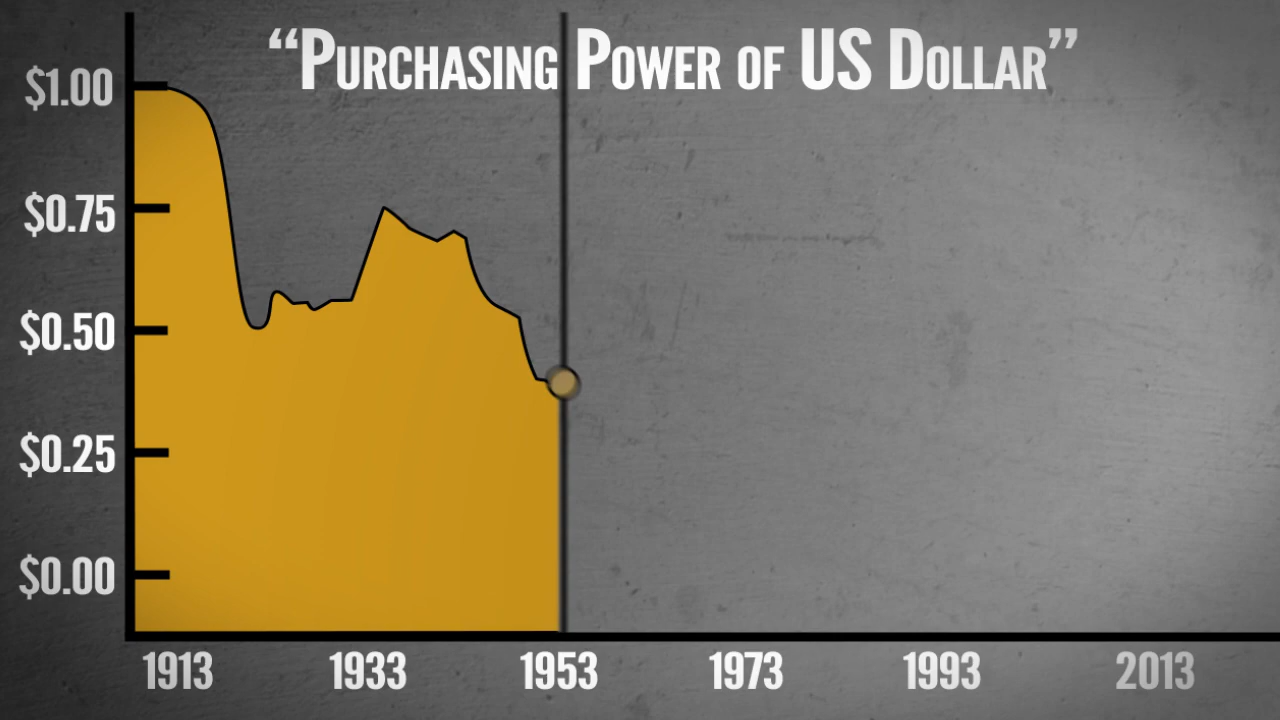 “Purchasing Power of US Dollar”
$1.00
$0.75
$0.50
$0.25
$0.00
1913 1933 1953 1973 1993 2013